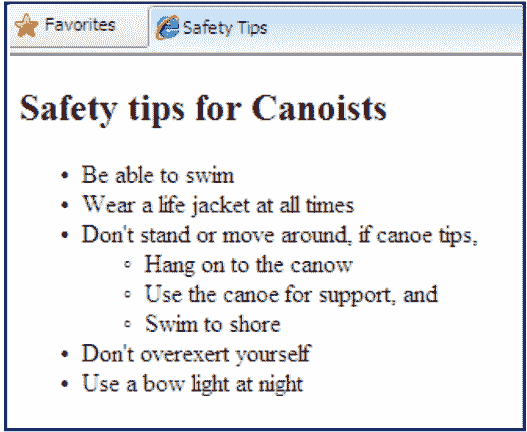 Favorites
Safety Tips
Safety tips for Canoists
• Be able to swim
• Wear a life jacket at all times
• Don't stand or move around, if canoe tips,
◦ Hang on to the canow
◦ Use the canoe for support, and
◦ Swim to shore
• Don't overexert yourself
• Use a bow light at night